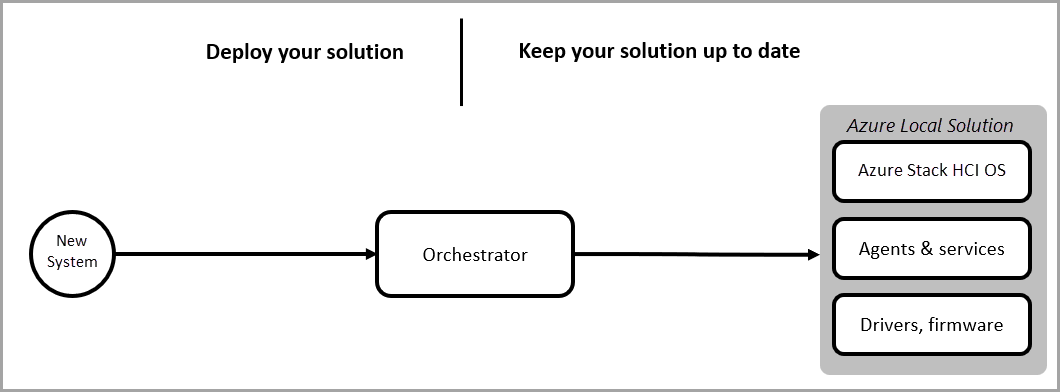 Deploy your solution
Keep your solution up to date
Azure Local Solution
Azure Stack HCI OS
New
System
Orchestrator
Agents & services
Drivers, firmware